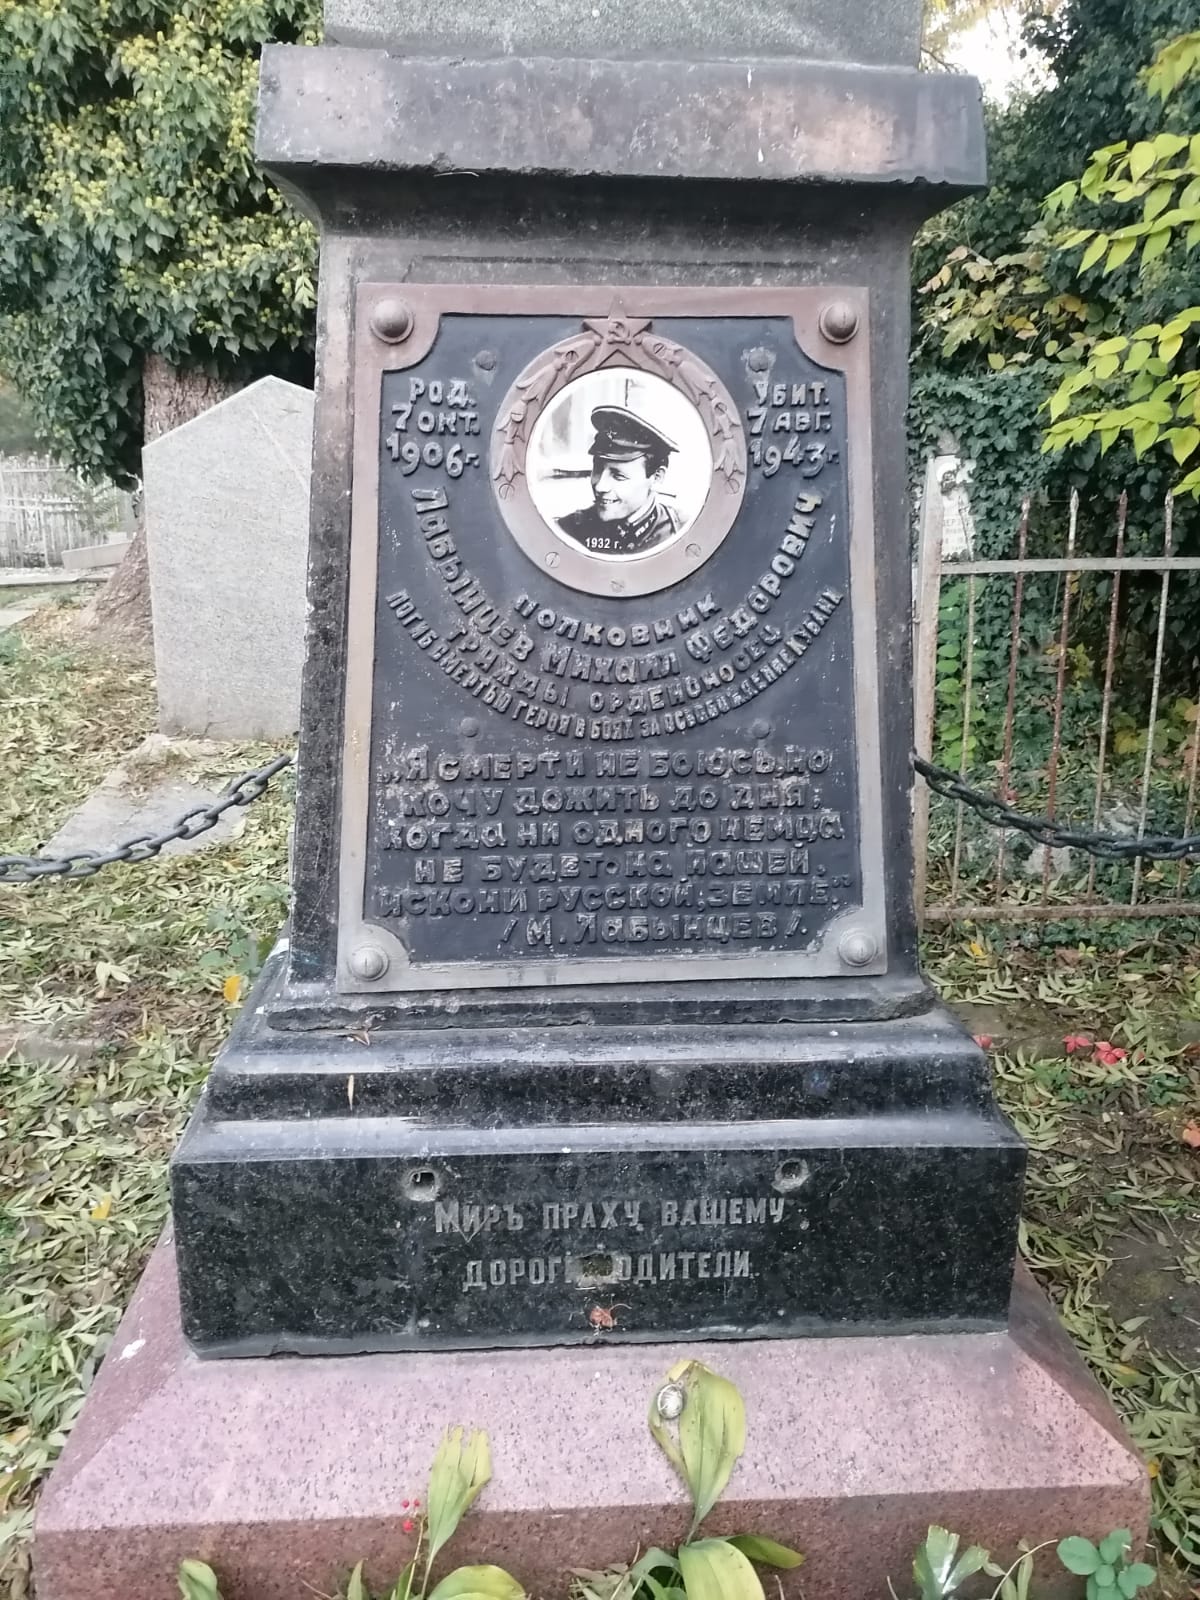 РОД.
7 ОКТ.
1906 г.
УБИТ.
7 АВГ.
1943 г.
1932 г.
ПОЛКОВНИК
ЛАБЫНЦЕВ МИХАИЛ ФЕДОРОВИЧ
ТРИЖДЫ ОРДЕНОНОСЕЦ
ПОГИБ СМЕРТЬЮ ГЕРОЯ В БОЯХ ЗА ОСВОБОЖДЕНИЕ КУБАНИ
„Я СМЕРТИ НЕ БОЮСЬ, НО
ХОЧУ ДОЖИТЬ ДО ДНЯ,
КОГДА НИ ОДНОГО НЕМЦА
НЕ БУДЕТ НА НАШЕЙ,
ИСКОНИ РУССКОЙ, ЗЕМЛЕ."
/М. ЛАБЫНЦЕВ/.
МИРЪ ПРАХУ ВАШЕМУ
РОДИТЕЛИ.